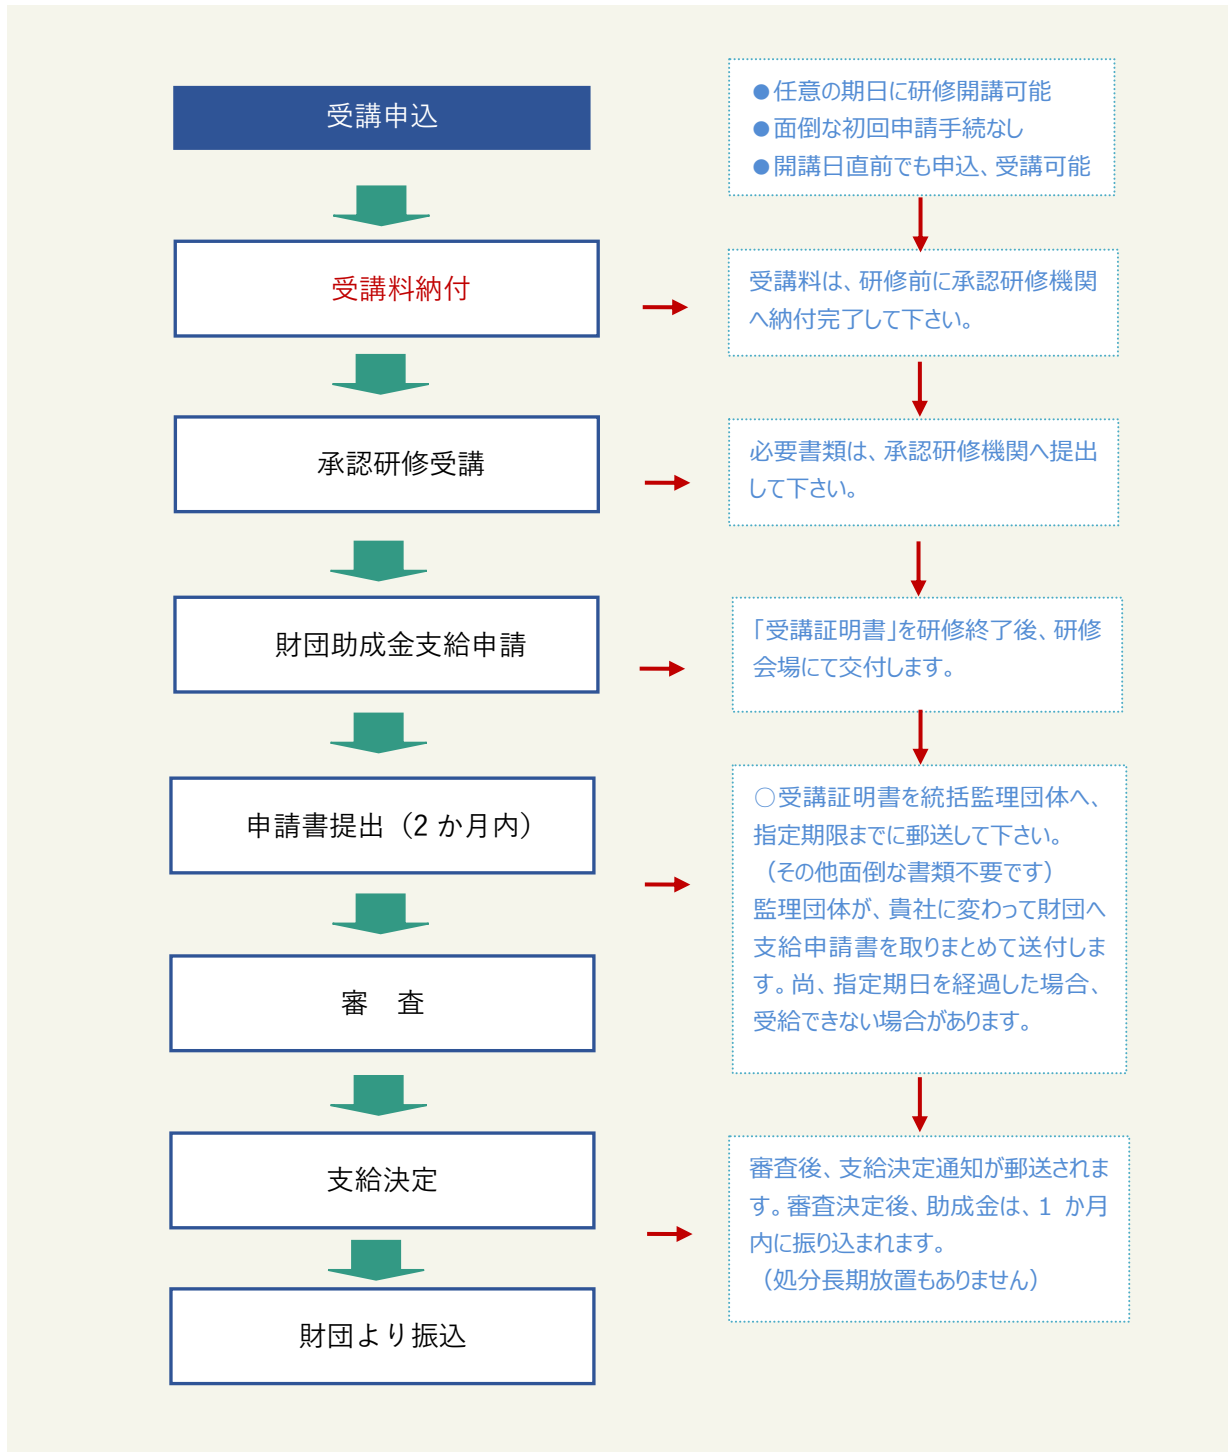 受講申込
●任意の期日に研修開講可能
●面倒な初回申請手続なし
●開講日直前でも申込、受講可能
受講料納付
受講料は、研修前に承認研修機関
へ納付完了して下さい。
承認研修受講
必要書類は、承認研修機関へ提出
して下さい。
財団助成金支給申請
「受講証明書」を研修終了後、研修
会場にて交付します。
申請書提出（2 か月内）
○受講証明書を統括監理団体へ、
指定期限までに郵送して下さい。
（その他面倒な書類不要です）
監理団体が、貴社に変わって財団へ
支給申請書を取りまとめて送付しま
す。尚、指定期日を経過した場合、
受給できない場合があります。
審　査
支給決定
審査後、支給決定通知が郵送されま
す。審査決定後、助成金は、1 か月
内に振り込まれます。
（処分長期放置もありません）
財団より振込